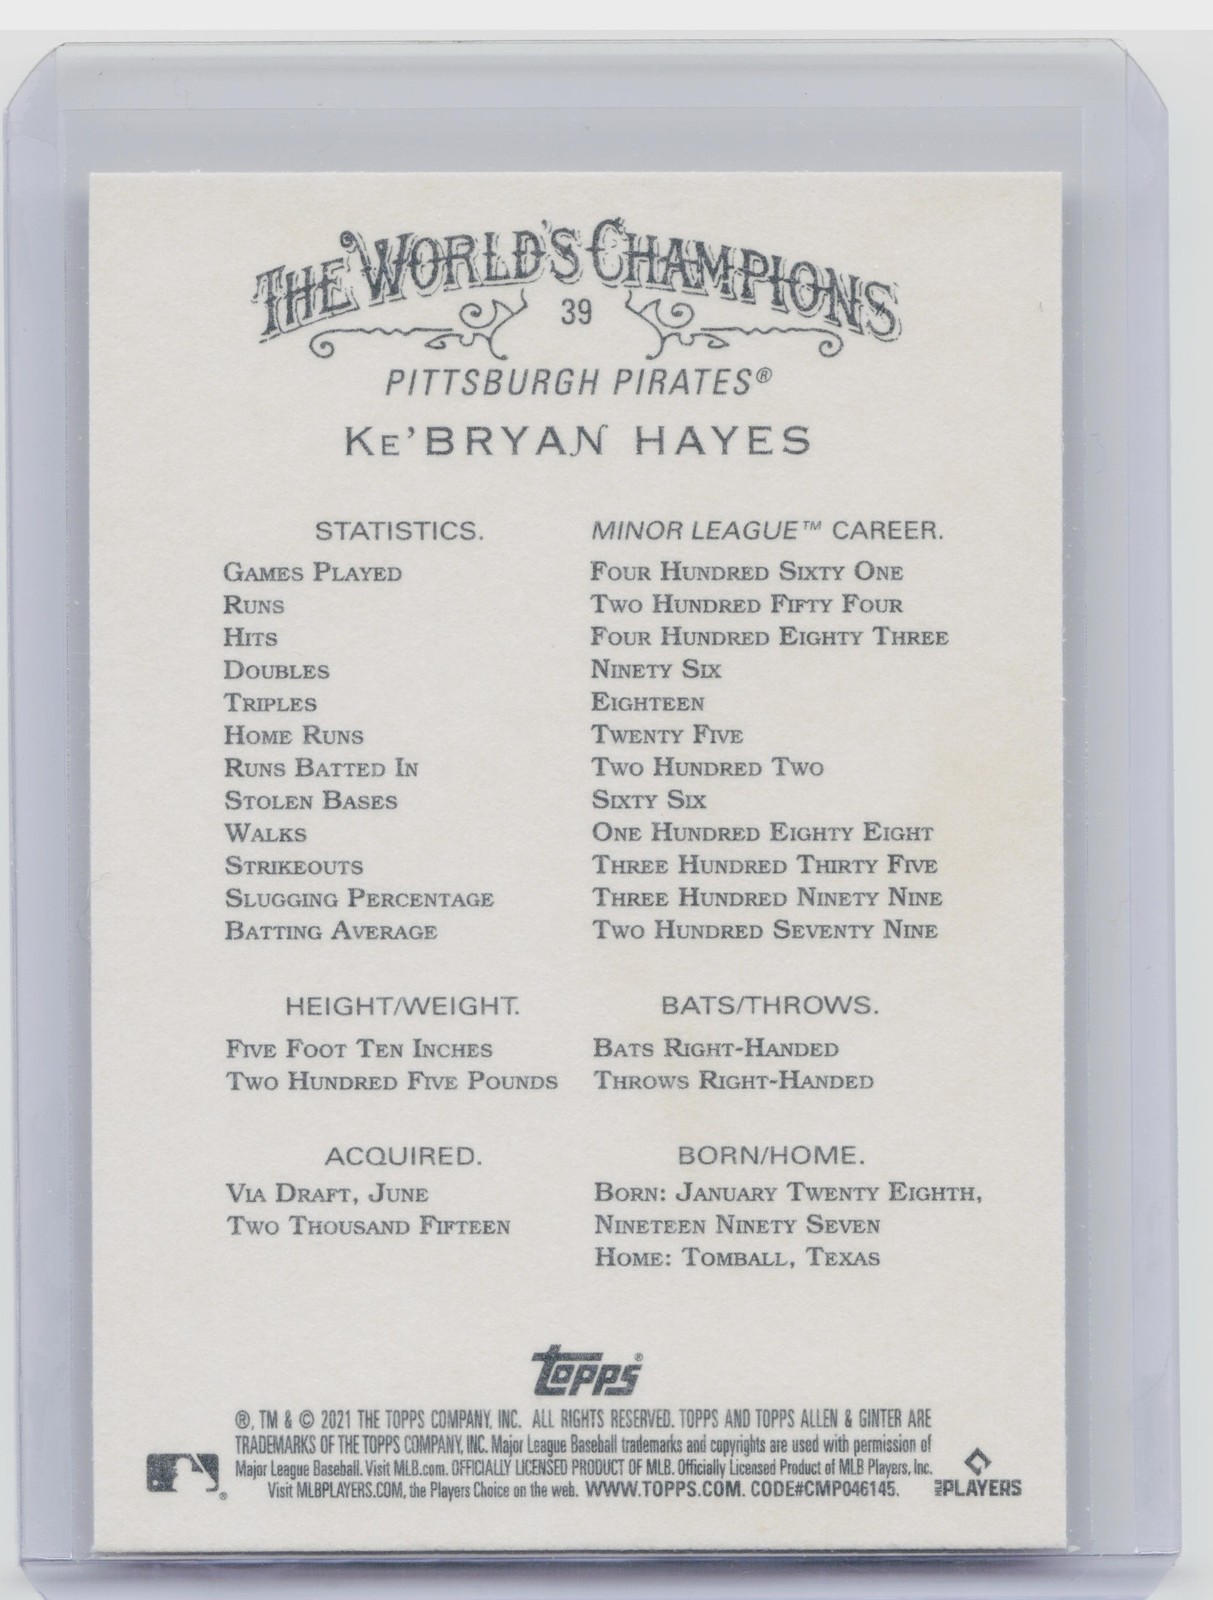 THE WORLD'S CHAMPIONS
39
PITTSBURGH PIRATES®
KE'BRYAN HAYES
STATISTICS. MINOR LEAGUE™ CAREER.
GAMES PLAYED FOUR HUNDRED SIXTY ONE
RUNS TWO HUNDRED FIFTY FOUR
HITS FOUR HUNDRED EIGHTY THREE
DOUBLES NINETY SIX
TRIPLES EIGHTEEN
HOME RUNS TWENTY FIVE
RUNS BATTED IN TWO HUNDRED TWO
STOLEN BASES SIXTY SIX
WALKS ONE HUNDRED EIGHTY EIGHT
STRIKEOUTS THREE HUNDRED THIRTY FIVE
SLUGGING PERCENTAGE THREE HUNDRED NINETY NINE
BATTING AVERAGE TWO HUNDRED SEVENTY NINE
HEIGHT/WEIGHT. BATS/THROWS.
FIVE FOOT TEN INCHES BATS RIGHT-HANDED
TWO HUNDRED FIVE POUNDS THROWS RIGHT-HANDED
ACQUIRED. BORN/HOME.
VIA DRAFT, JUNE BORN: JANUARY TWENTY EIGHTH,
TWO THOUSAND FIFTEEN NINETEEN NINETY SEVEN
HOME: TOMBALL, TEXAS
Topps®
®, TM & © 2021 THE TOPPS COMPANY, INC. ALL RIGHTS RESERVED. TOPPS AND TOPPS ALLEN & GINTER ARE
TRADEMARKS OF THE TOPPS COMPANY, INC. Major League Baseball trademarks and copyrights are used with permission of
Major League Baseball. Visit MLB.com. OFFICIALLY LICENSED PRODUCT OF MLB. Officially Licensed Product of MLB Players, Inc.
Visit MLBPLAYERS.COM, the Players Choice on the web. WWW.TOPPS.COM. CODE#CMP046145.
MLB PLAYERS